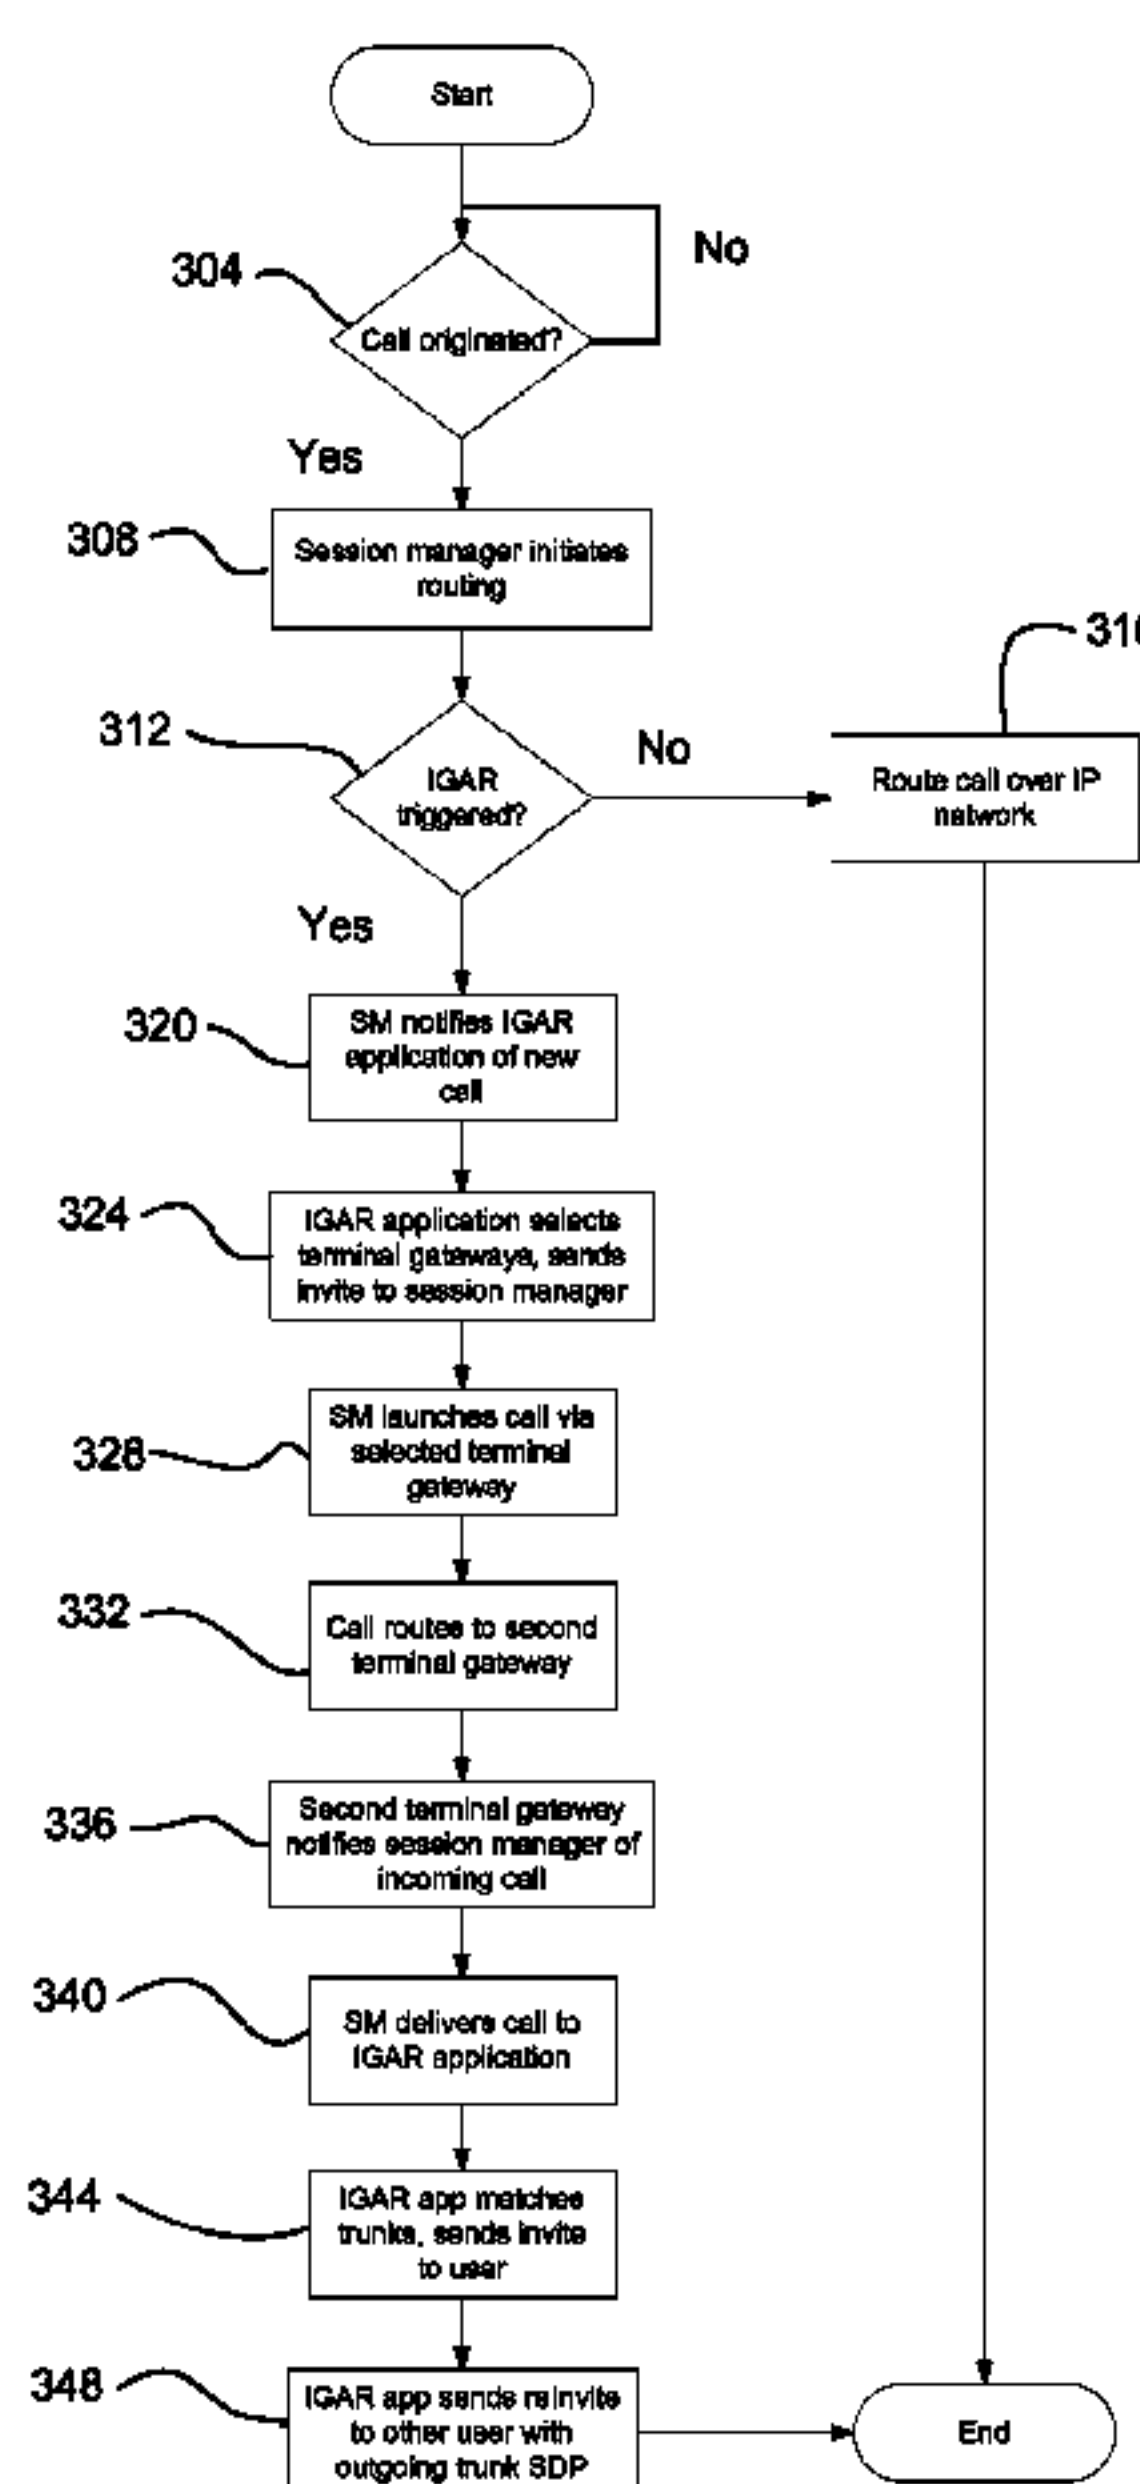 Start
No
304
Call originated?
Yes
308
Session manager initiates
routing
312
IGAR
triggered?
No
Route call over IP
network
Yes
320
SM notifies IGAR
application of new
call
324
IGAR application selects
terminal gateways, sends
invite to session manager
328
SM launches call via
selected terminal
gateway
332
Call routes to second
terminal gateway
336
Second terminal gateway
notifies session manager of
incoming call
340
SM delivers call to
IGAR application
344
IGAR app matches
trunks, sends invite
to user
348
IGAR app sends reinvite
to other user with
outgoing trunk SDP
End